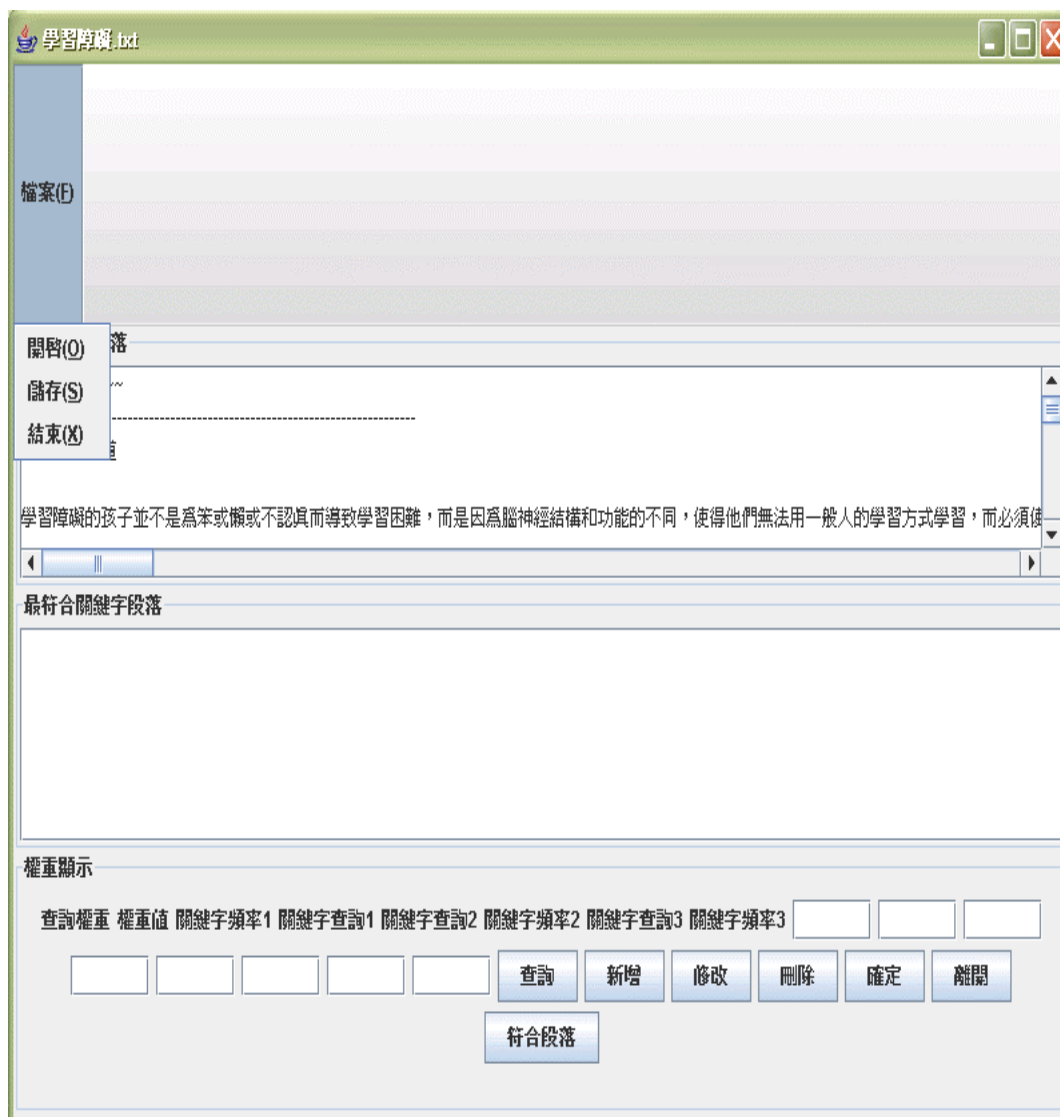 學習障礙.txt
檔案(F)
開啓(O)
落
儲存(S)
~~
結束(X)
------------------------------------------------------------
學習障礙的孩子並不是爲笨或懶或不認眞而導致學習困難，而是因爲腦神經結構和功能的不同，使得他們無法用一般人的學習方式學習，而必須使
最符合關鍵字段落
權重顯示
查詢權重 權重値 關鍵字頻率1 關鍵字查詢1 關鍵字查詢2 關鍵字頻率2 關鍵字查詢3 關鍵字頻率3
查詢 新增 修改 刪除 確定 離開
符合段落